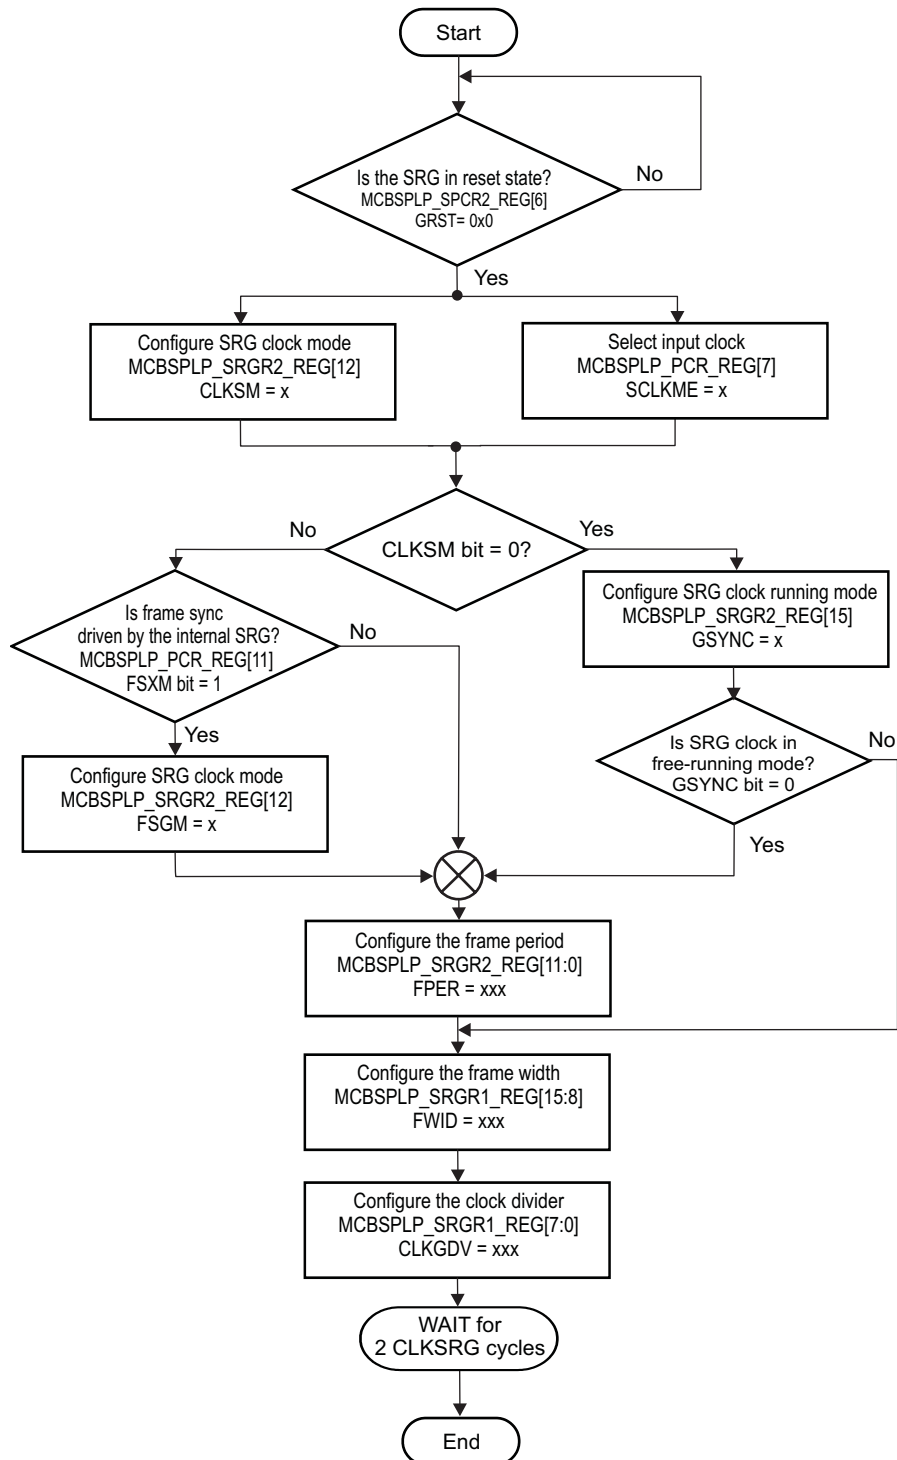 Start
Is the SRG in reset state?
MCBSPLP_SPCR2_REG[6]
GRST= 0x0
No
Yes
Configure SRG clock mode
MCBSPLP_SRGR2_REG[12]
CLKSM = x
Select input clock
MCBSPLP_PCR_REG[7]
SCLKME = x
CLKSM bit = 0?
No
Yes
Is frame sync
driven by the internal SRG?
MCBSPLP_PCR_REG[11]
FSXM bit = 1
No
Yes
Configure SRG clock running mode
MCBSPLP_SRGR2_REG[15]
GSYNC = x
Is SRG clock in
free-running mode?
GSYNC bit = 0
No
Yes
Configure SRG clock mode
MCBSPLP_SRGR2_REG[12]
FSGM = x
Configure the frame period
MCBSPLP_SRGR2_REG[11:0]
FPER = xxx
Configure the frame width
MCBSPLP_SRGR1_REG[15:8]
FWID = xxx
Configure the clock divider
MCBSPLP_SRGR1_REG[7:0]
CLKGDV = xxx
WAIT for
2 CLKSRG cycles
End